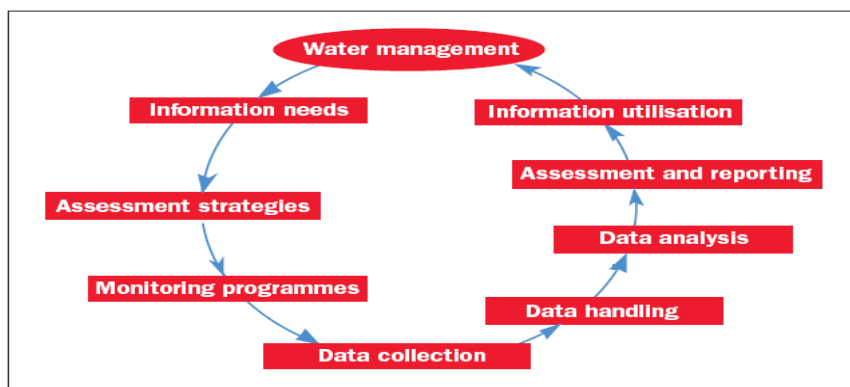 Water management
Information needs
Assessment strategies
Monitoring programmes
Data collection
Data handling
Data analysis
Assessment and reporting
Information utilisation